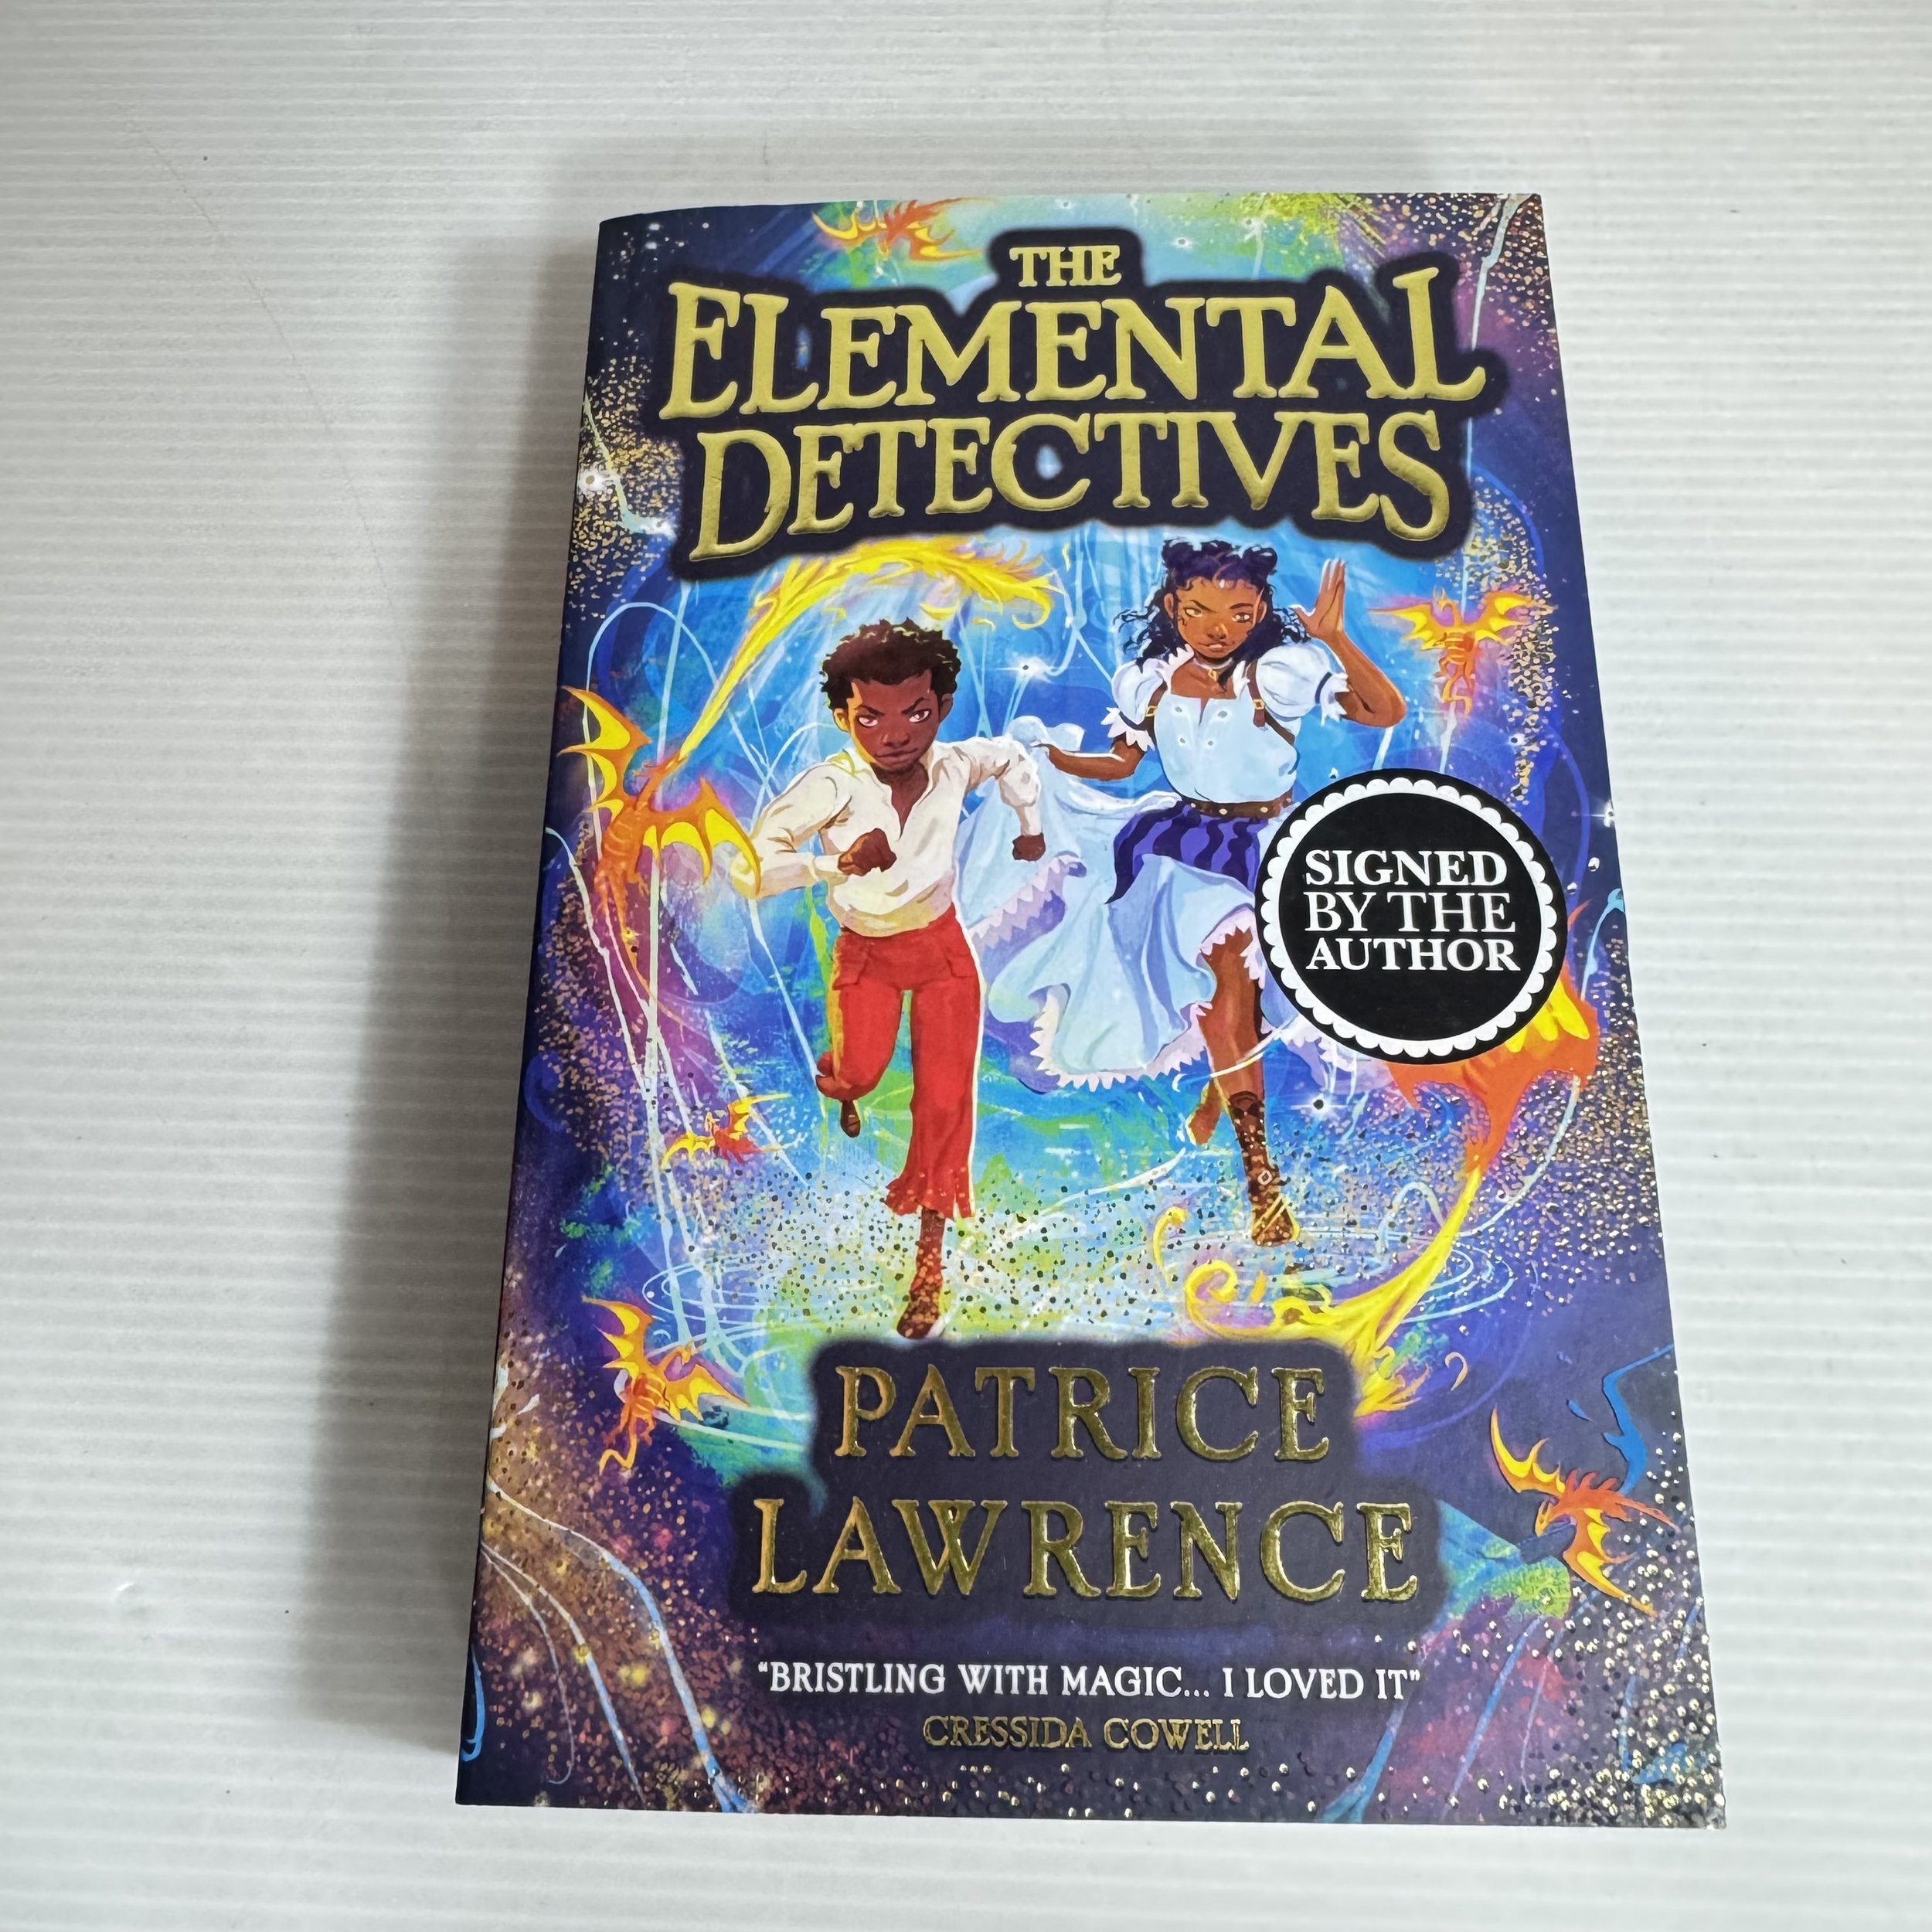 THE
ELEMENTAL
DETECTIVES
SIGNED
BY THE
AUTHOR
PATRICE
LAWRENCE
“BRISTLING WITH MAGIC... I LOVED IT”
CRESSIDA COWELL